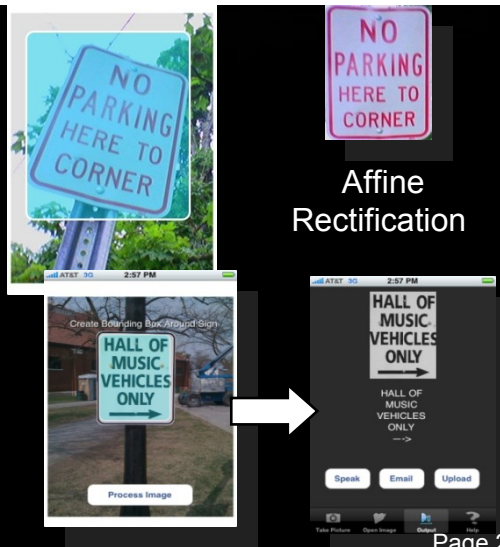 NO
PARKING
HERE TO
CORNER
NO
PARKING
HERE TO
CORNER
Affine
Rectification
AT&T 3G 2:57 PM
Create Bounding Box Around Sign
HALL OF
MUSIC
VEHICLES
ONLY
Process Image
AT&T 3G 2:57 PM
HALL OF
MUSIC
VEHICLES
ONLY
HALL OF
MUSIC
VEHICLES
ONLY
—->
Speak Email Upload
Take Picture Open Image Output Help
Page